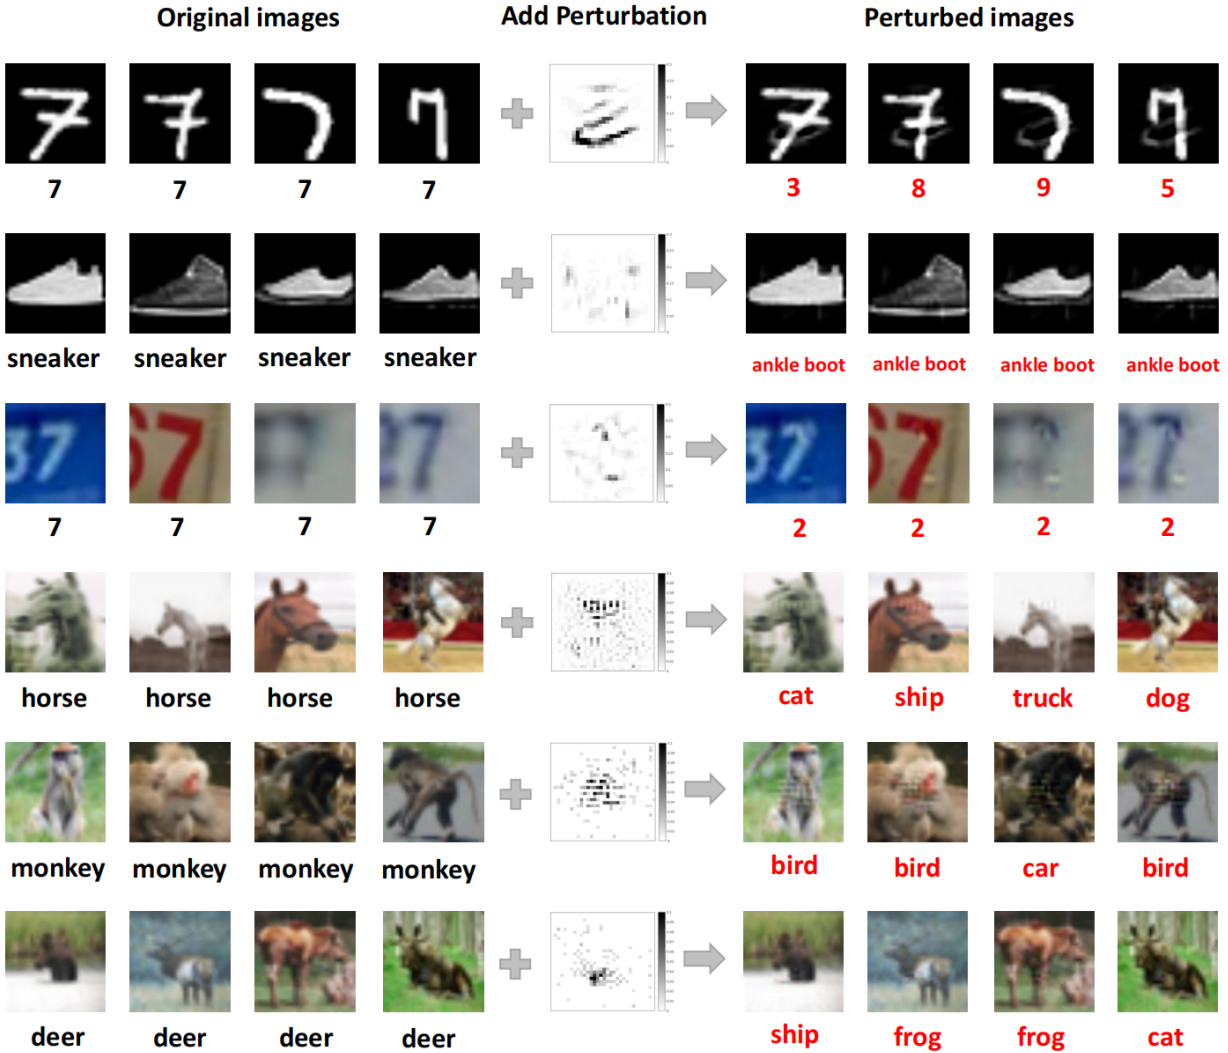 Original images Add Perturbation Perturbed images
7 7 7 7 3 8 9 5
sneaker sneaker sneaker sneaker ankle boot ankle boot ankle boot ankle boot
37 67 7
7 7 7 7 2 2 2 2
horse horse horse horse cat ship truck dog
monkey monkey monkey monkey bird bird car bird
deer deer deer deer ship frog frog cat